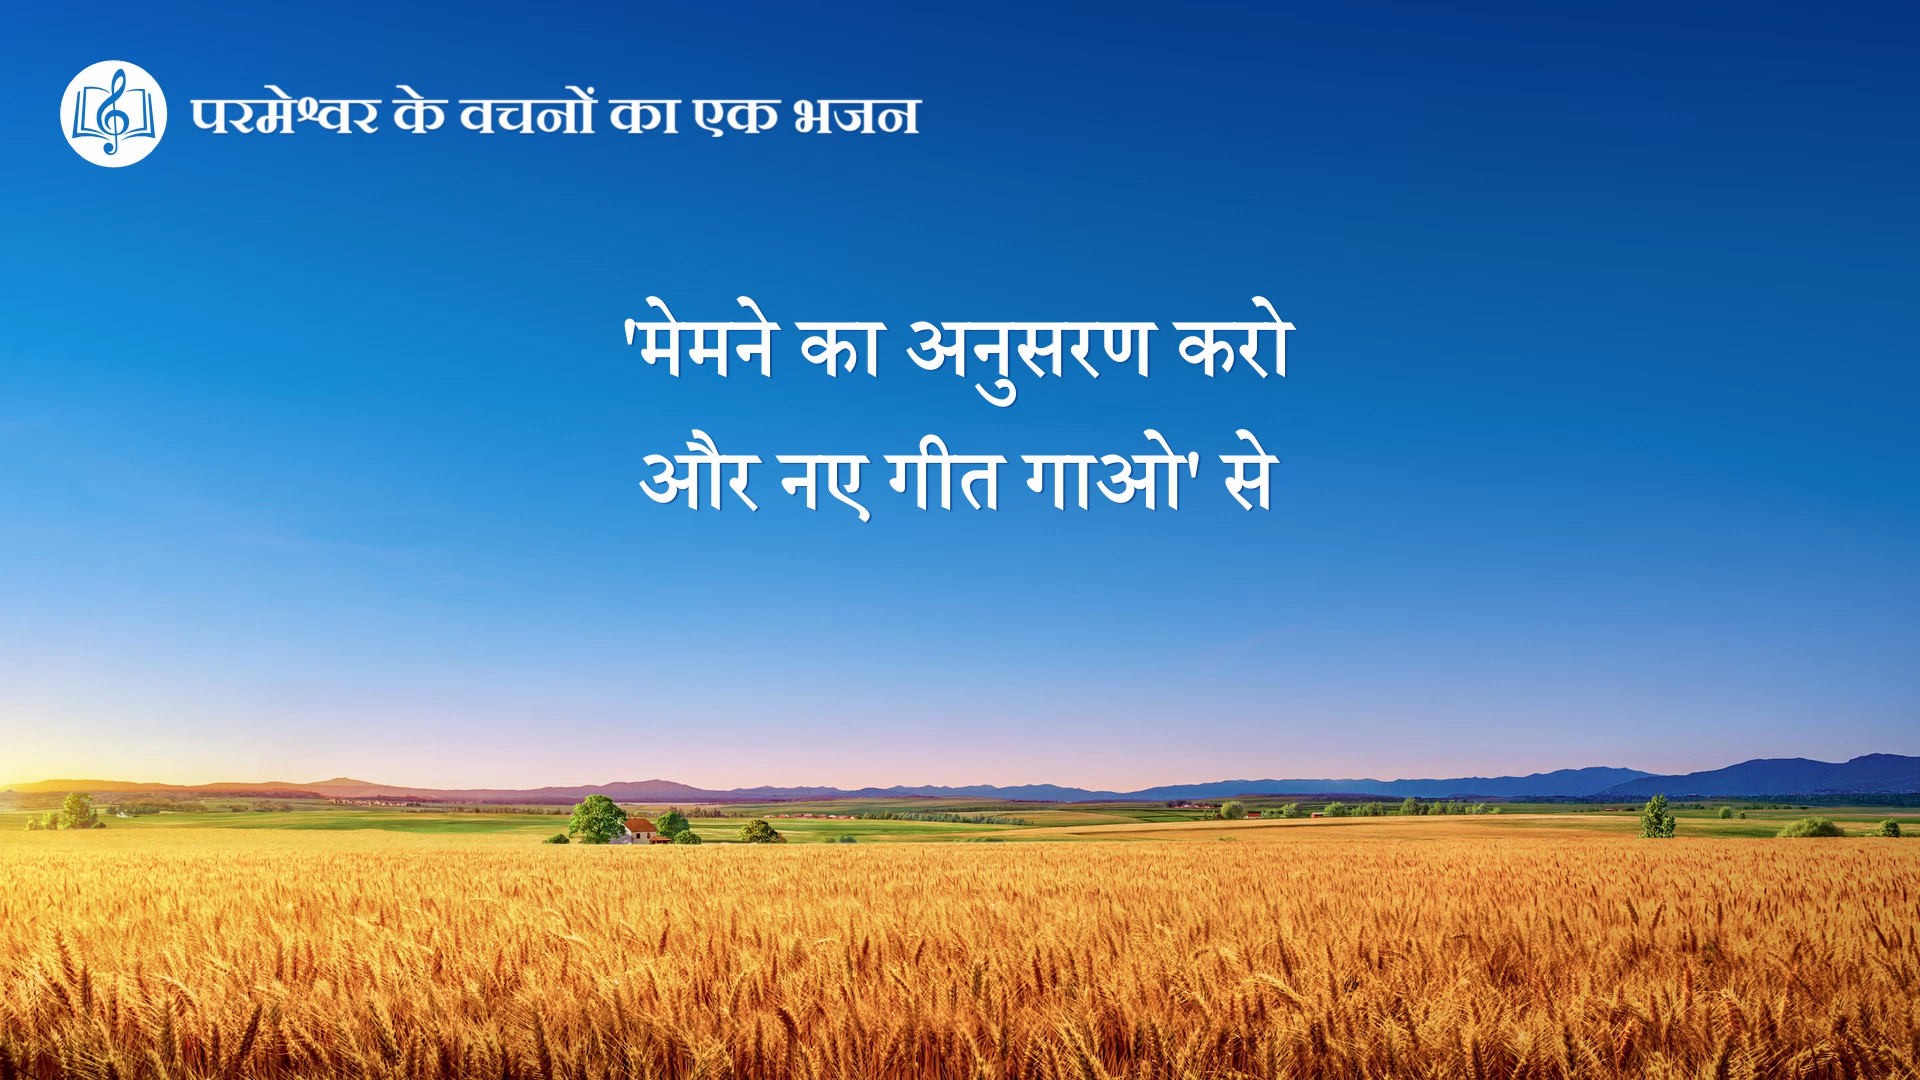 परमेश्वर के वचनों का एक भजन
'मेमने का अनुसरण करो
और नए गीत गाओ' से